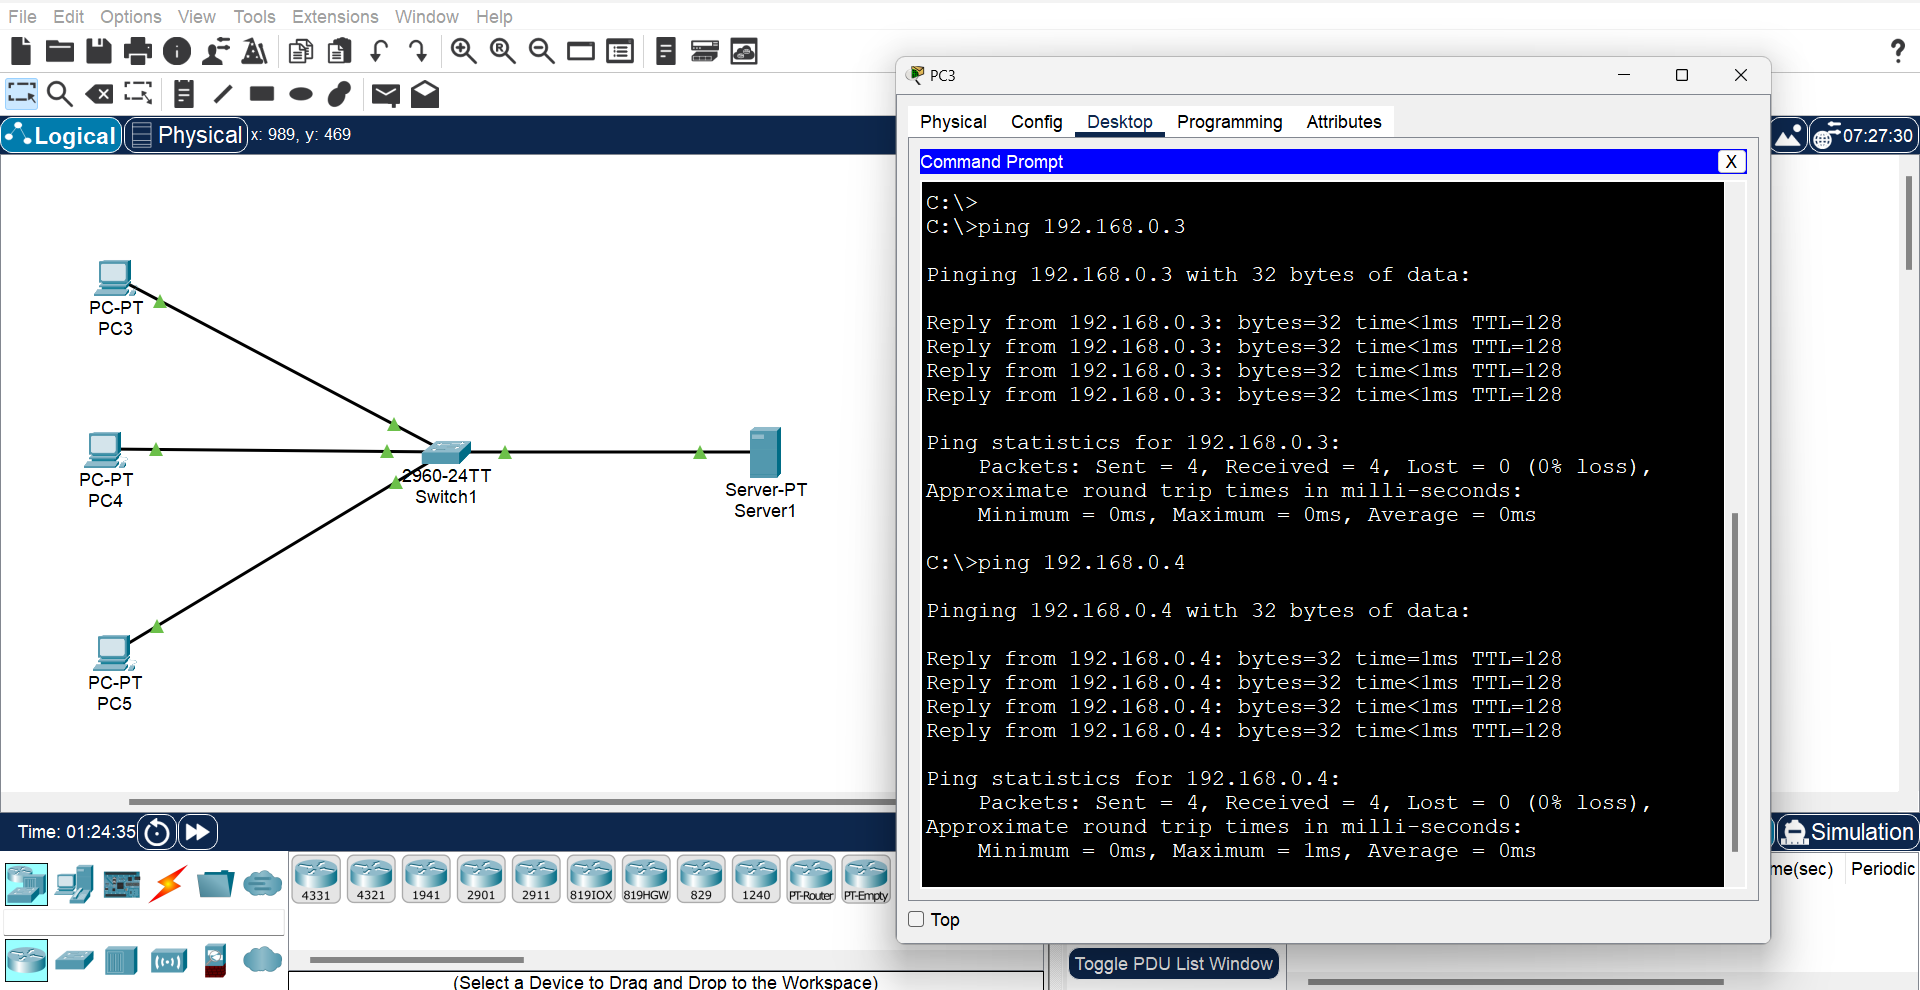 File Edit Options View Tools Extensions Window Help
Logical Physical x: 989, y: 469
07:27:30
PC-PT
PC3
PC-PT
PC4
2960-24TT
Switch1
Server-PT
Server1
PC-PT
PC5
PC3
Physical Config Desktop Programming Attributes
Command Prompt X
C:\>
C:\>ping 192.168.0.3
Pinging 192.168.0.3 with 32 bytes of data:
Reply from 192.168.0.3: bytes=32 time<1ms TTL=128
Reply from 192.168.0.3: bytes=32 time<1ms TTL=128
Reply from 192.168.0.3: bytes=32 time<1ms TTL=128
Reply from 192.168.0.3: bytes=32 time<1ms TTL=128
Ping statistics for 192.168.0.3:
Packets: Sent = 4, Received = 4, Lost = 0 (0% loss),
Approximate round trip times in milli-seconds:
Minimum = 0ms, Maximum = 0ms, Average = 0ms
C:\>ping 192.168.0.4
Pinging 192.168.0.4 with 32 bytes of data:
Reply from 192.168.0.4: bytes=32 time=1ms TTL=128
Reply from 192.168.0.4: bytes=32 time<1ms TTL=128
Reply from 192.168.0.4: bytes=32 time<1ms TTL=128
Reply from 192.168.0.4: bytes=32 time<1ms TTL=128
Ping statistics for 192.168.0.4:
Packets: Sent = 4, Received = 4, Lost = 0 (0% loss),
Approximate round trip times in milli-seconds:
Minimum = 0ms, Maximum = 1ms, Average = 0ms
Top
Time: 01:24:35
Simulation
me(sec) Periodic
4331 4321 1941 2901 2911 819IOX 819HGW 829 1240 PT-Router PT-Empty
Toggle PDU List Window
(Select a Device to Drag and Drop to the Workspace)